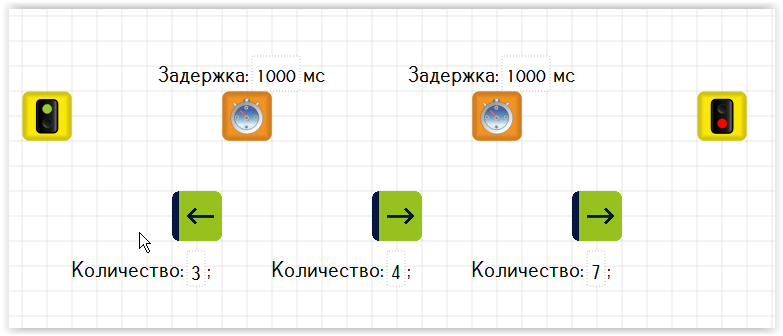 Задержка: 1000 мс
Задержка: 1000 мс
Количество: 3 ;
Количество: 4 ;
Количество: 7 ;